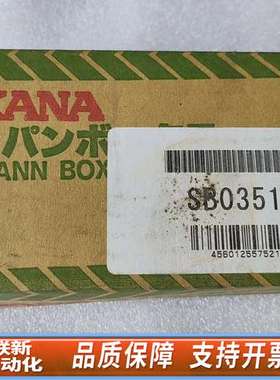 KANA
パンボ
ANN BOX
SB0351
456012557521
联新
动化
品质保障 支持开票